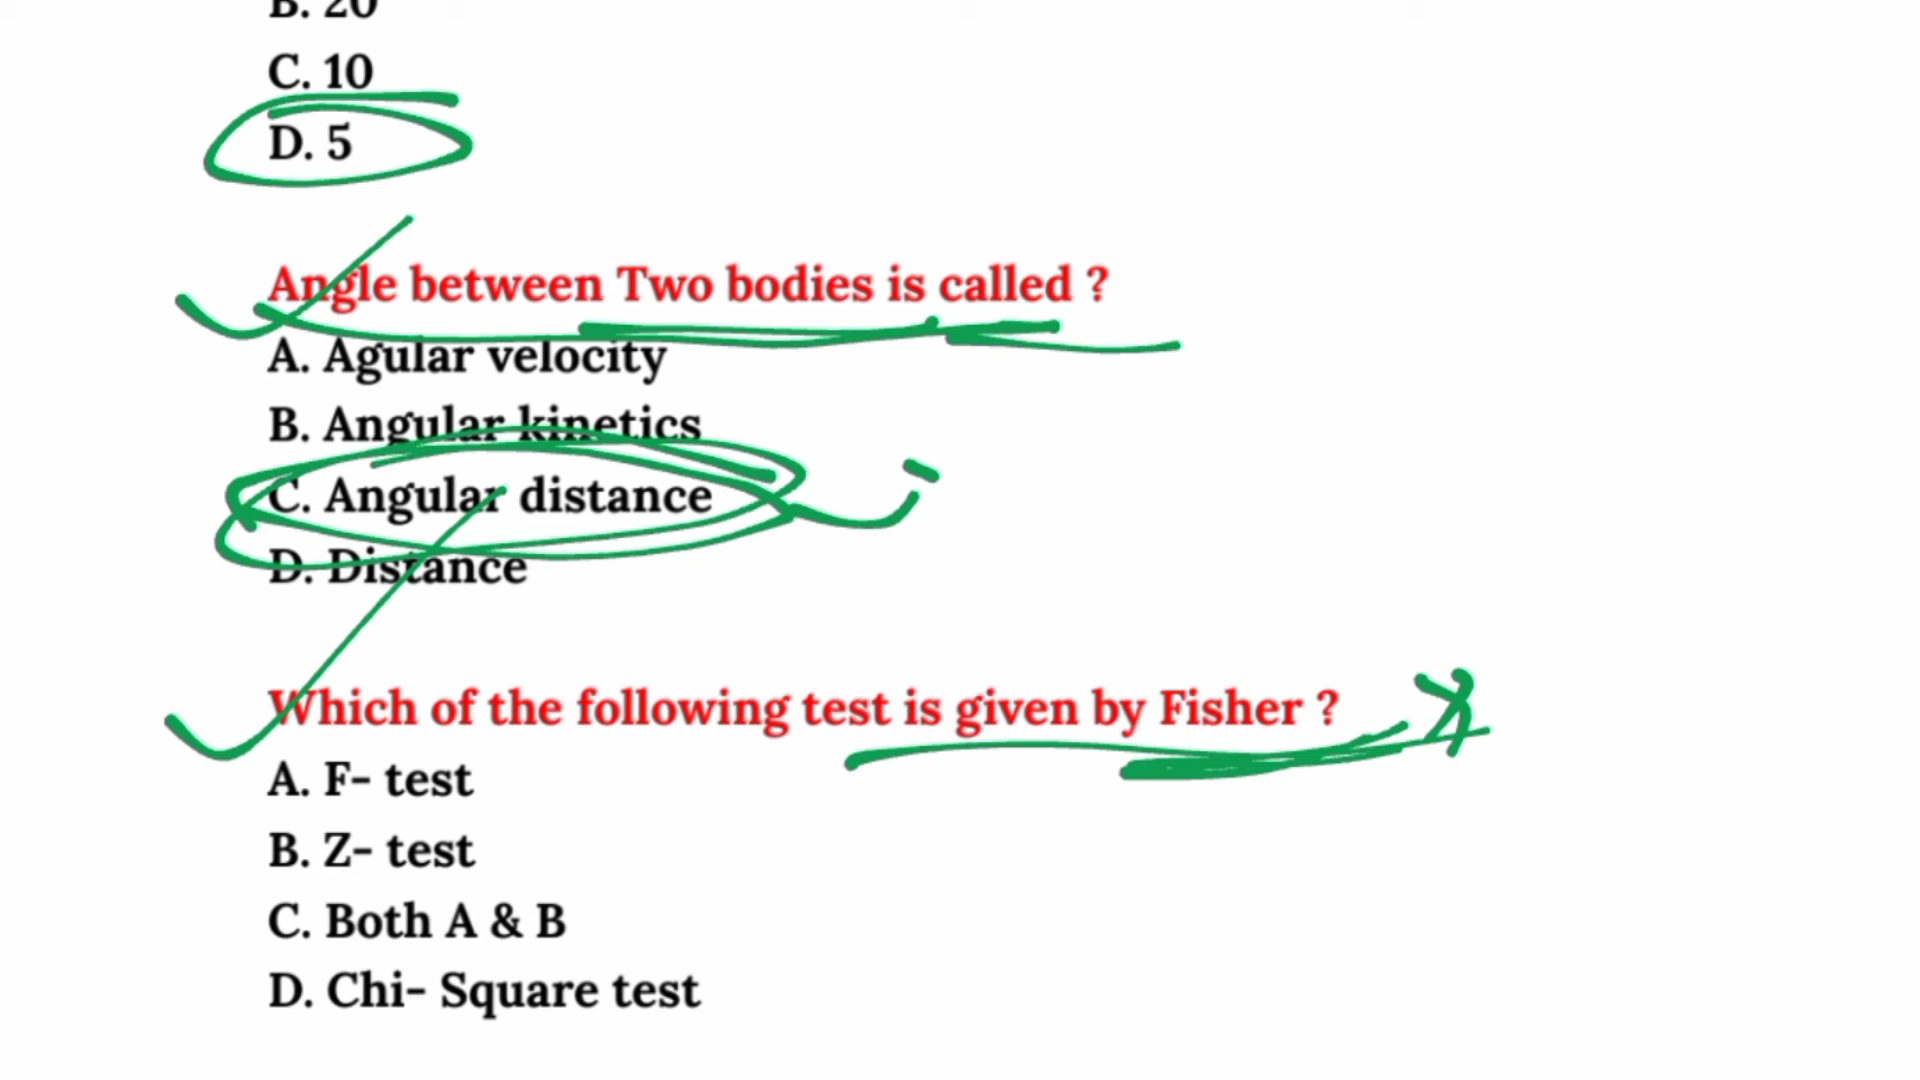 B. 20
C. 10
D. 5
Angle between Two bodies is called ?
A. Agular velocity
B. Angular kinetics
C. Angular distance
D. Distance
Which of the following test is given by Fisher ?
A. F- test
B. Z- test
C. Both A & B
D. Chi- Square test